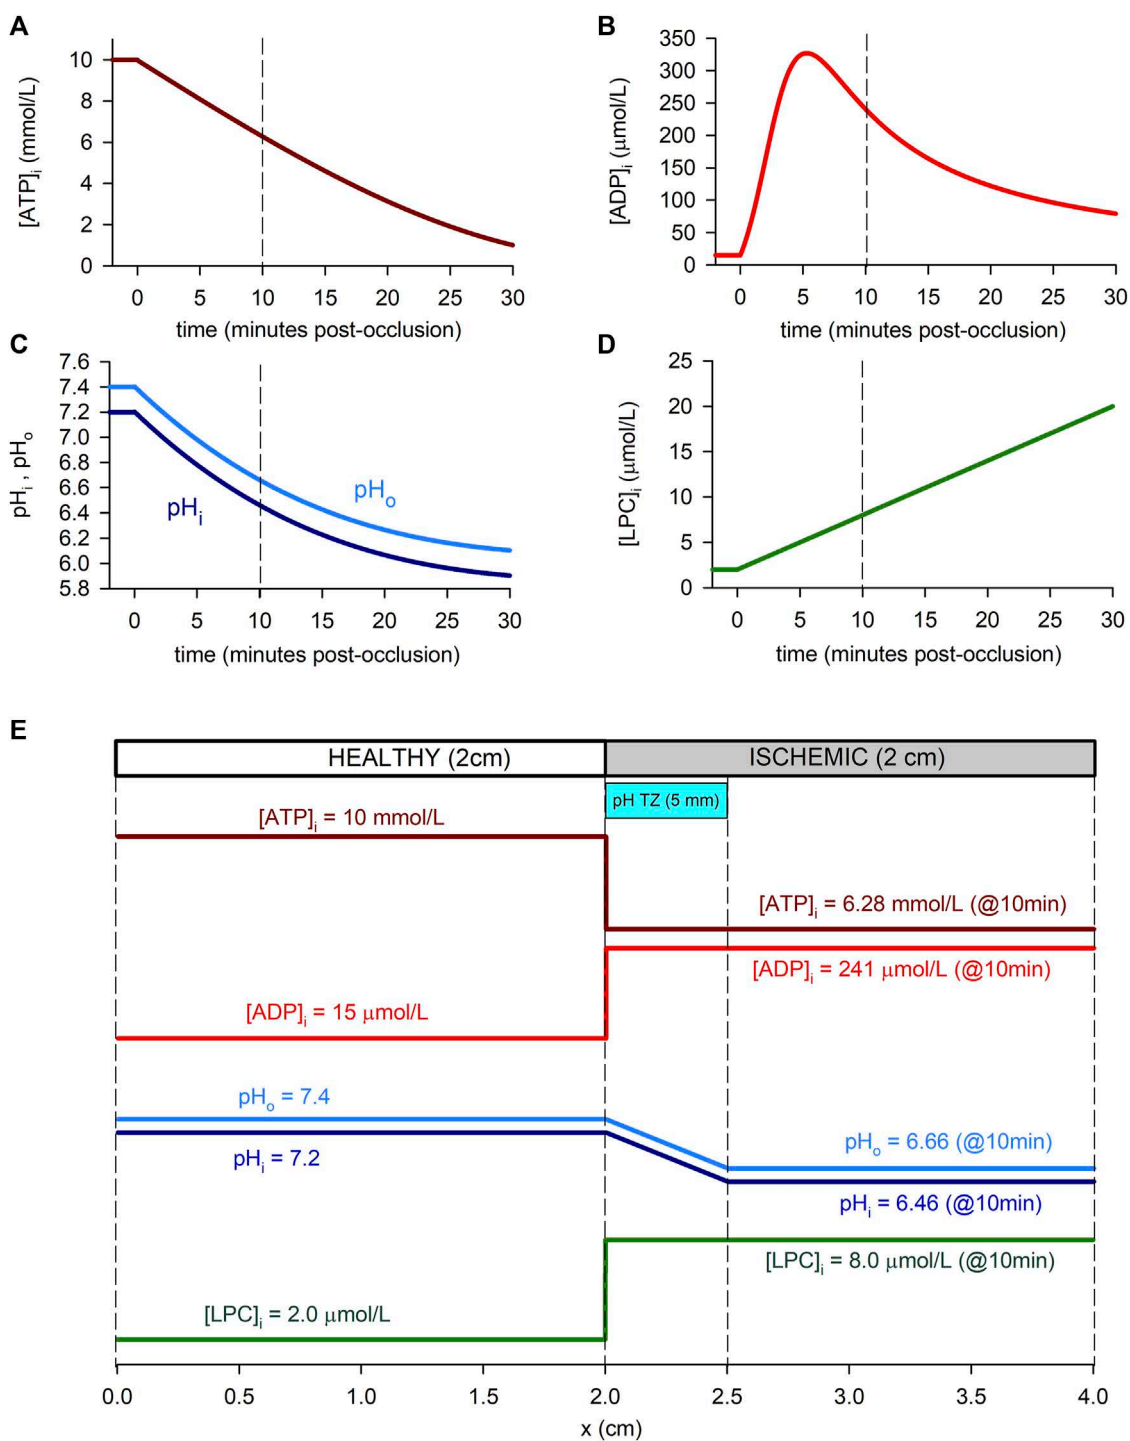 A
[ATP]i (mmol/L)
10
8
6
4
2
0
0 5 10 15 20 25 30
time (minutes post-occlusion)
B
[ADP]i (μmol/L)
350
300
250
200
150
100
50
0
0 5 10 15 20 25 30
time (minutes post-occlusion)
C
pHi , pHo
7.6
7.4
7.2
7.0
6.8
6.6
6.4
6.2
6.0
5.8
pHo
pHi
0 5 10 15 20 25 30
time (minutes post-occlusion)
D
[LPC]i (μmol/L)
25
20
15
10
5
0
0 5 10 15 20 25 30
time (minutes post-occlusion)
E
HEALTHY (2cm) ISCHEMIC (2 cm)
pH TZ (5 mm)
[ATP]i = 10 mmol/L
[ATP]i = 6.28 mmol/L (@10min)
[ADP]i = 241 μmol/L (@10min)
[ADP]i = 15 μmol/L
pHo = 7.4
pHo = 6.66 (@10min)
pHi = 7.2
pHi = 6.46 (@10min)
[LPC]i = 8.0 μmol/L (@10min)
[LPC]i = 2.0 μmol/L
0.0 0.5 1.0 1.5 2.0 2.5 3.0 3.5 4.0
x (cm)